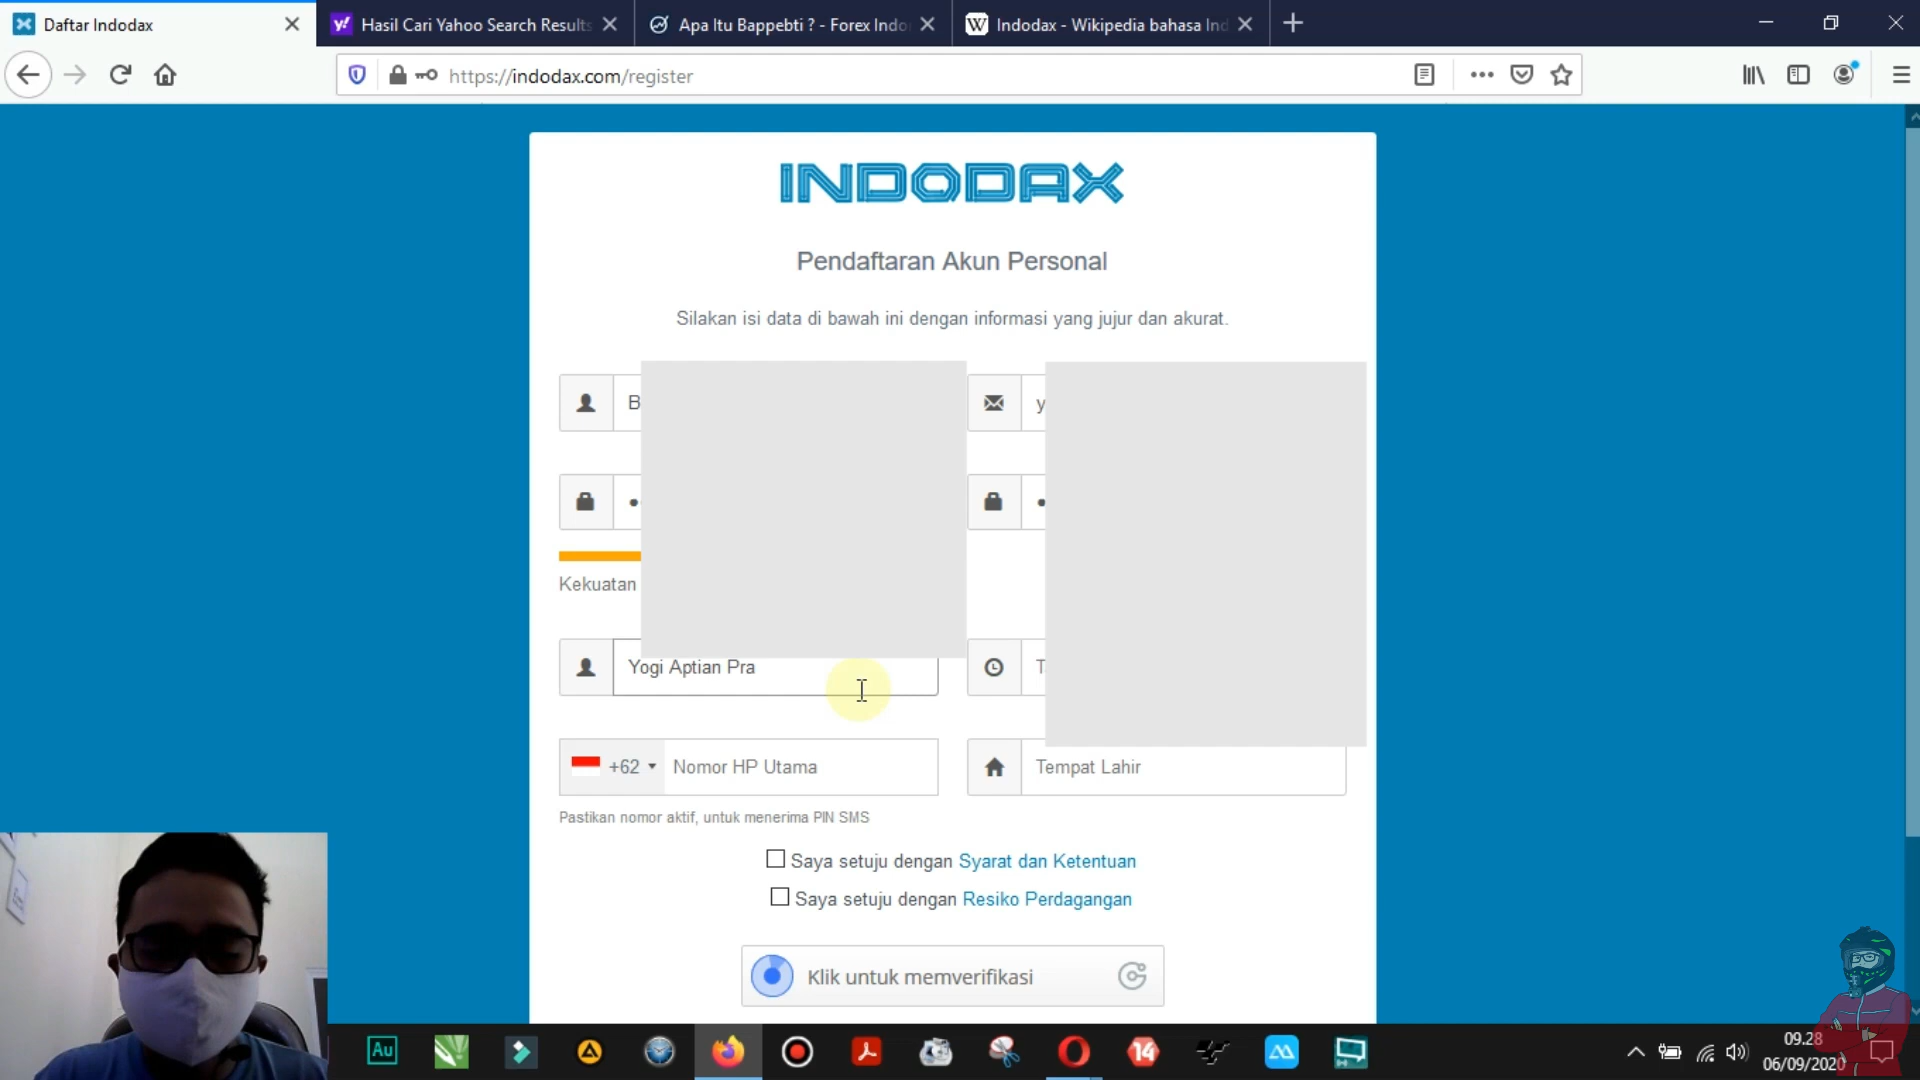 Daftar Indodax
Hasil Cari Yahoo Search Results
Apa Itu Bappebti ? - Forex Indo
Indodax - Wikipedia bahasa Ind
https://indodax.com/register
INDODAX
Pendaftaran Akun Personal
Silakan isi data di bawah ini dengan informasi yang jujur dan akurat.
B
y
Kekuatan
Yogi Aptian Pra
T
+62 Nomor HP Utama
Tempat Lahir
Pastikan nomor aktif, untuk menerima PIN SMS
Saya setuju dengan Syarat dan Ketentuan
Saya setuju dengan Resiko Perdagangan
Klik untuk memverifikasi
Au
14
09.28
06/09/2020